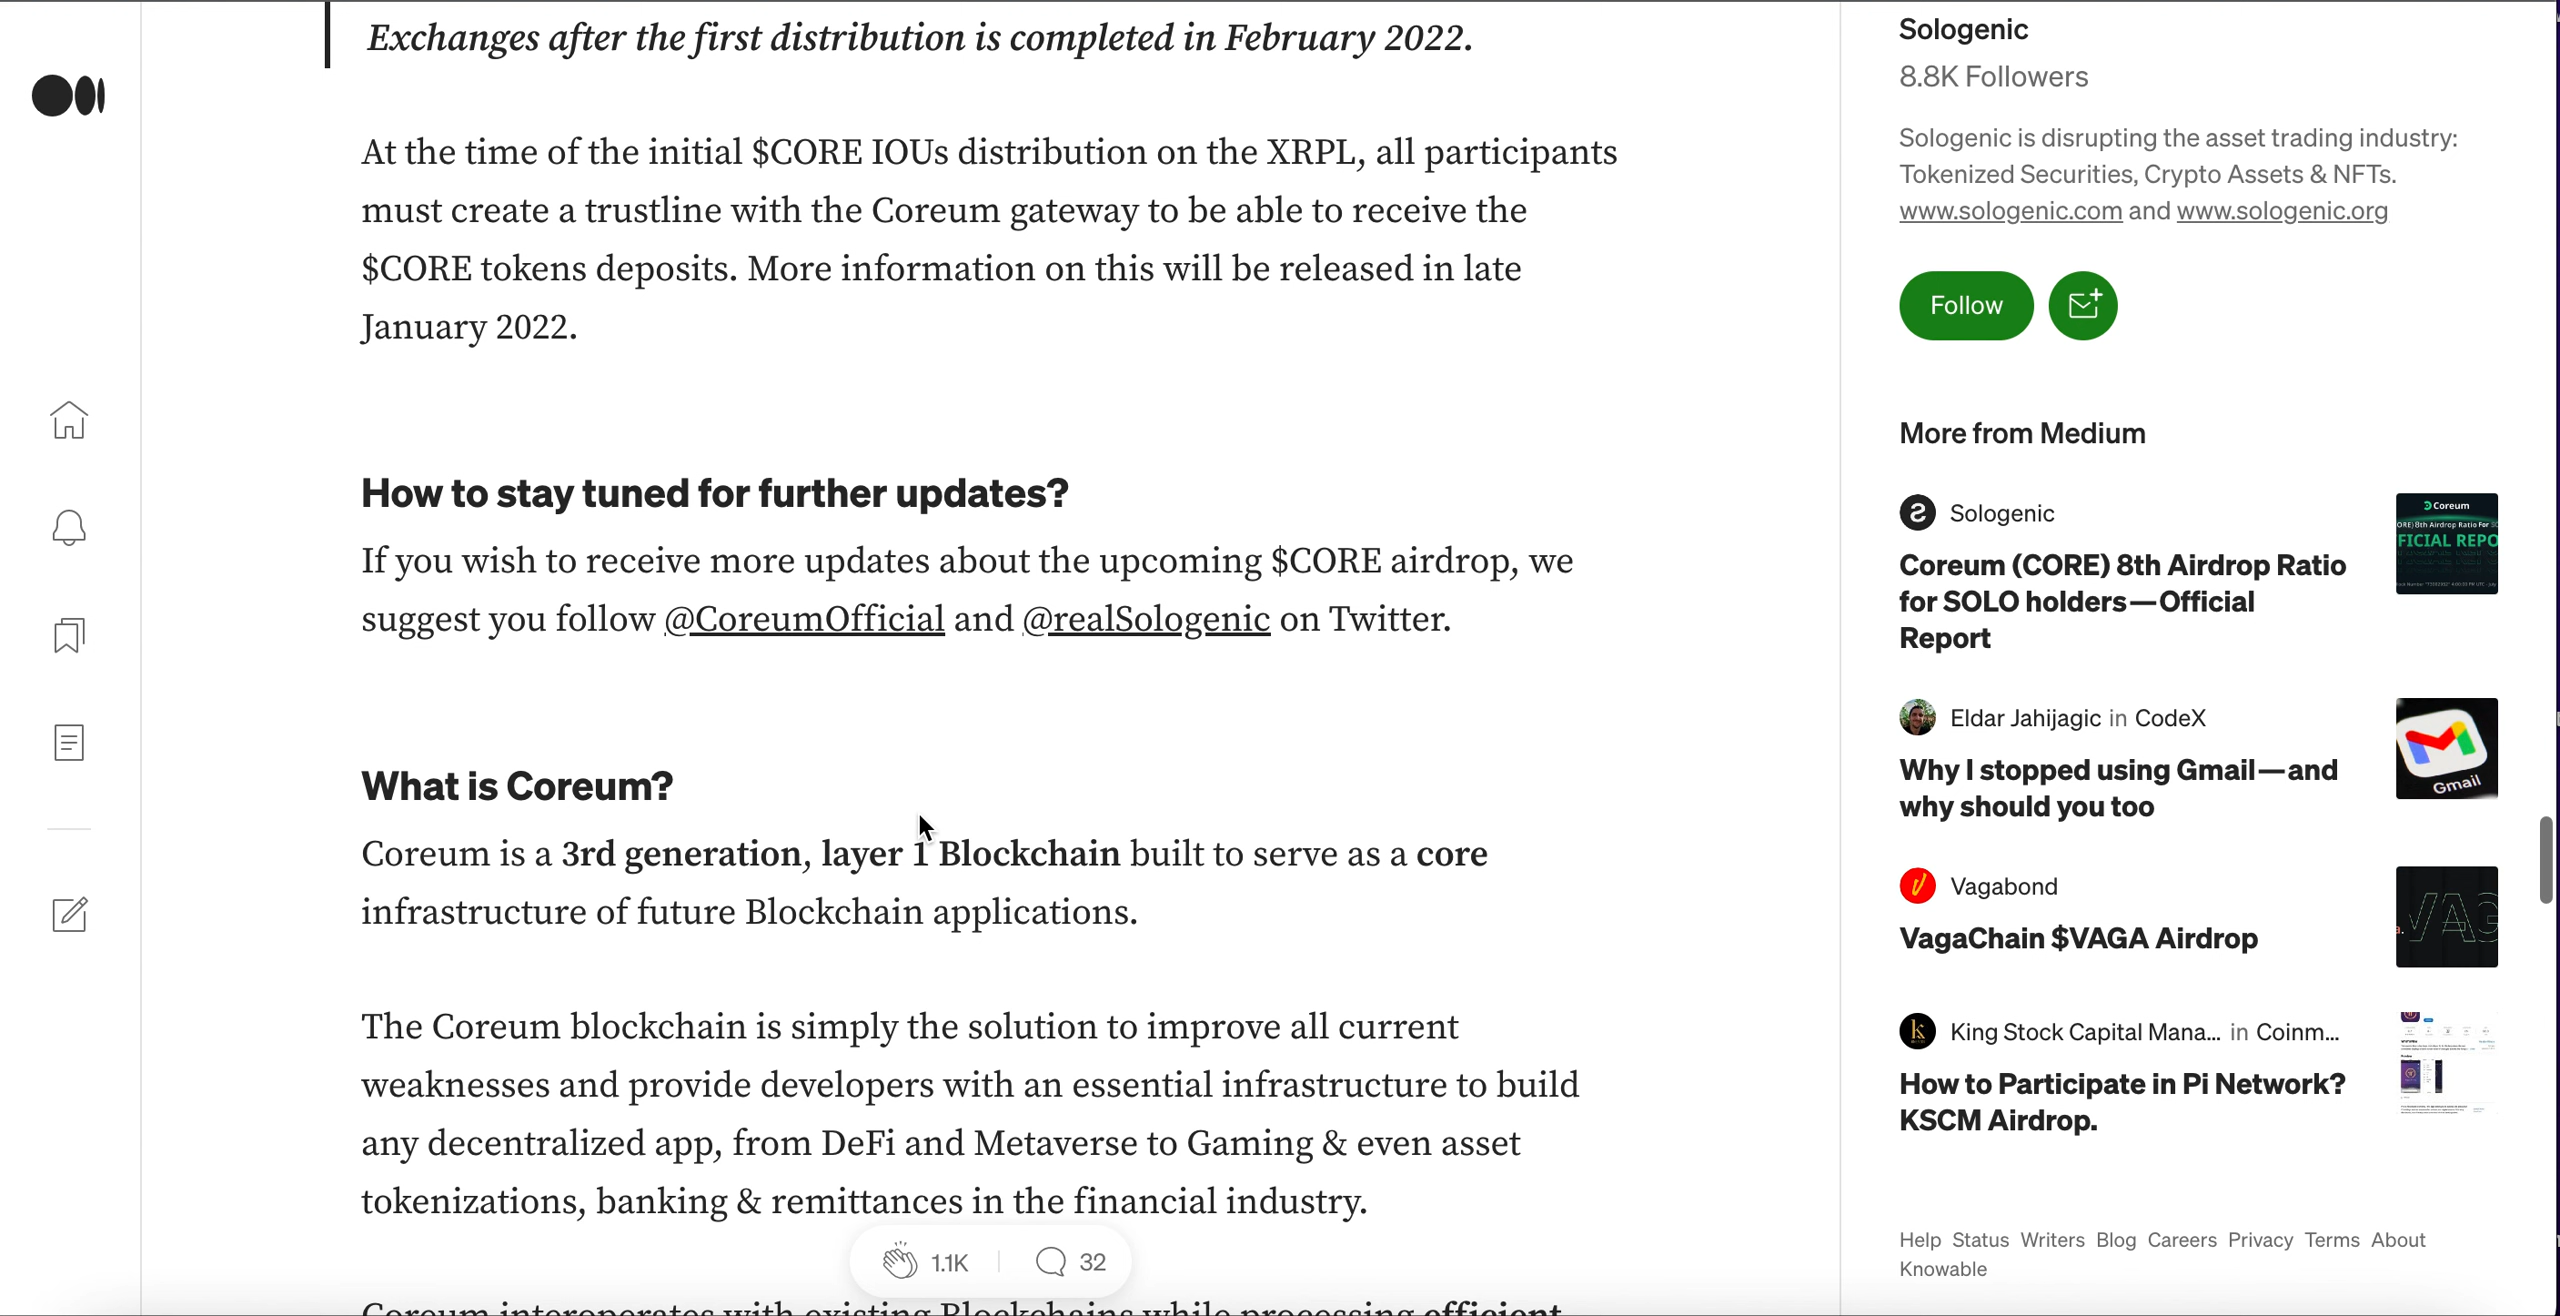 Exchanges after the first distribution is completed in February 2022.
At the time of the initial $CORE IOUs distribution on the XRPL, all participants
must create a trustline with the Coreum gateway to be able to receive the
$CORE tokens deposits. More information on this will be released in late
January 2022.
How to stay tuned for further updates?
If you wish to receive more updates about the upcoming $CORE airdrop, we
suggest you follow @CoreumOfficial and @realSologenic on Twitter.
What is Coreum?
Coreum is a 3rd generation, layer 1 Blockchain built to serve as a core
infrastructure of future Blockchain applications.
The Coreum blockchain is simply the solution to improve all current
weaknesses and provide developers with an essential infrastructure to build
any decentralized app, from DeFi and Metaverse to Gaming & even asset
tokenizations, banking & remittances in the financial industry.
1.1K 32
Coreum interoperates with existing Blockchains while processing efficient
Sologenic
8.8K Followers
Sologenic is disrupting the asset trading industry:
Tokenized Securities, Crypto Assets & NFTs.
www.sologenic.com and www.sologenic.org
Follow
More from Medium
Sologenic
Coreum (CORE) 8th Airdrop Ratio
for SOLO holders — Official
Report
Coreum
ORE) 8th Airdrop Ratio For SO
FICIAL REPO
Eldar Jahijagic in CodeX
Why I stopped using Gmail — and
why should you too
Gmail
Vagabond
VagaChain $VAGA Airdrop
VAG
King Stock Capital Mana... in Coinm...
How to Participate in Pi Network?
KSCM Airdrop.
Help Status Writers Blog Careers Privacy Terms About
Knowable